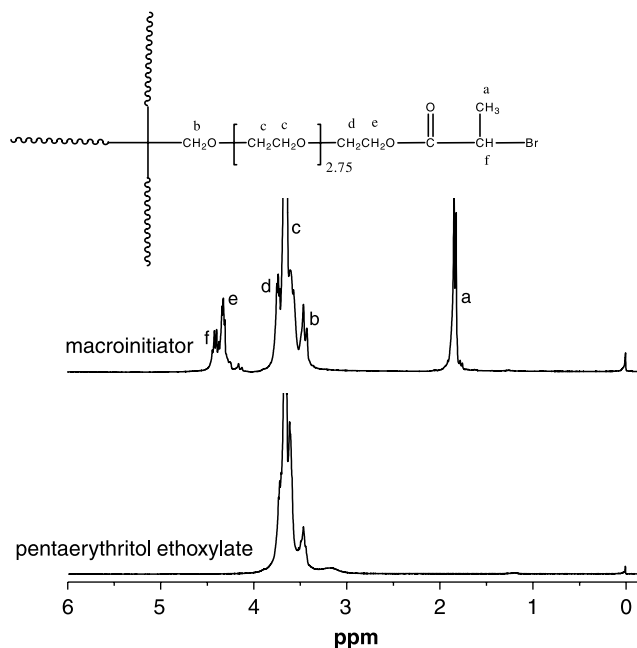 a
O
CH3
b c c d e
CH2O CH2CH2O CH2CH2O CH Br
2.75 f
c
d
e
f
b
a
macroinitiator
pentaerythritol ethoxylate
6 5 4 3 2 1 0
ppm